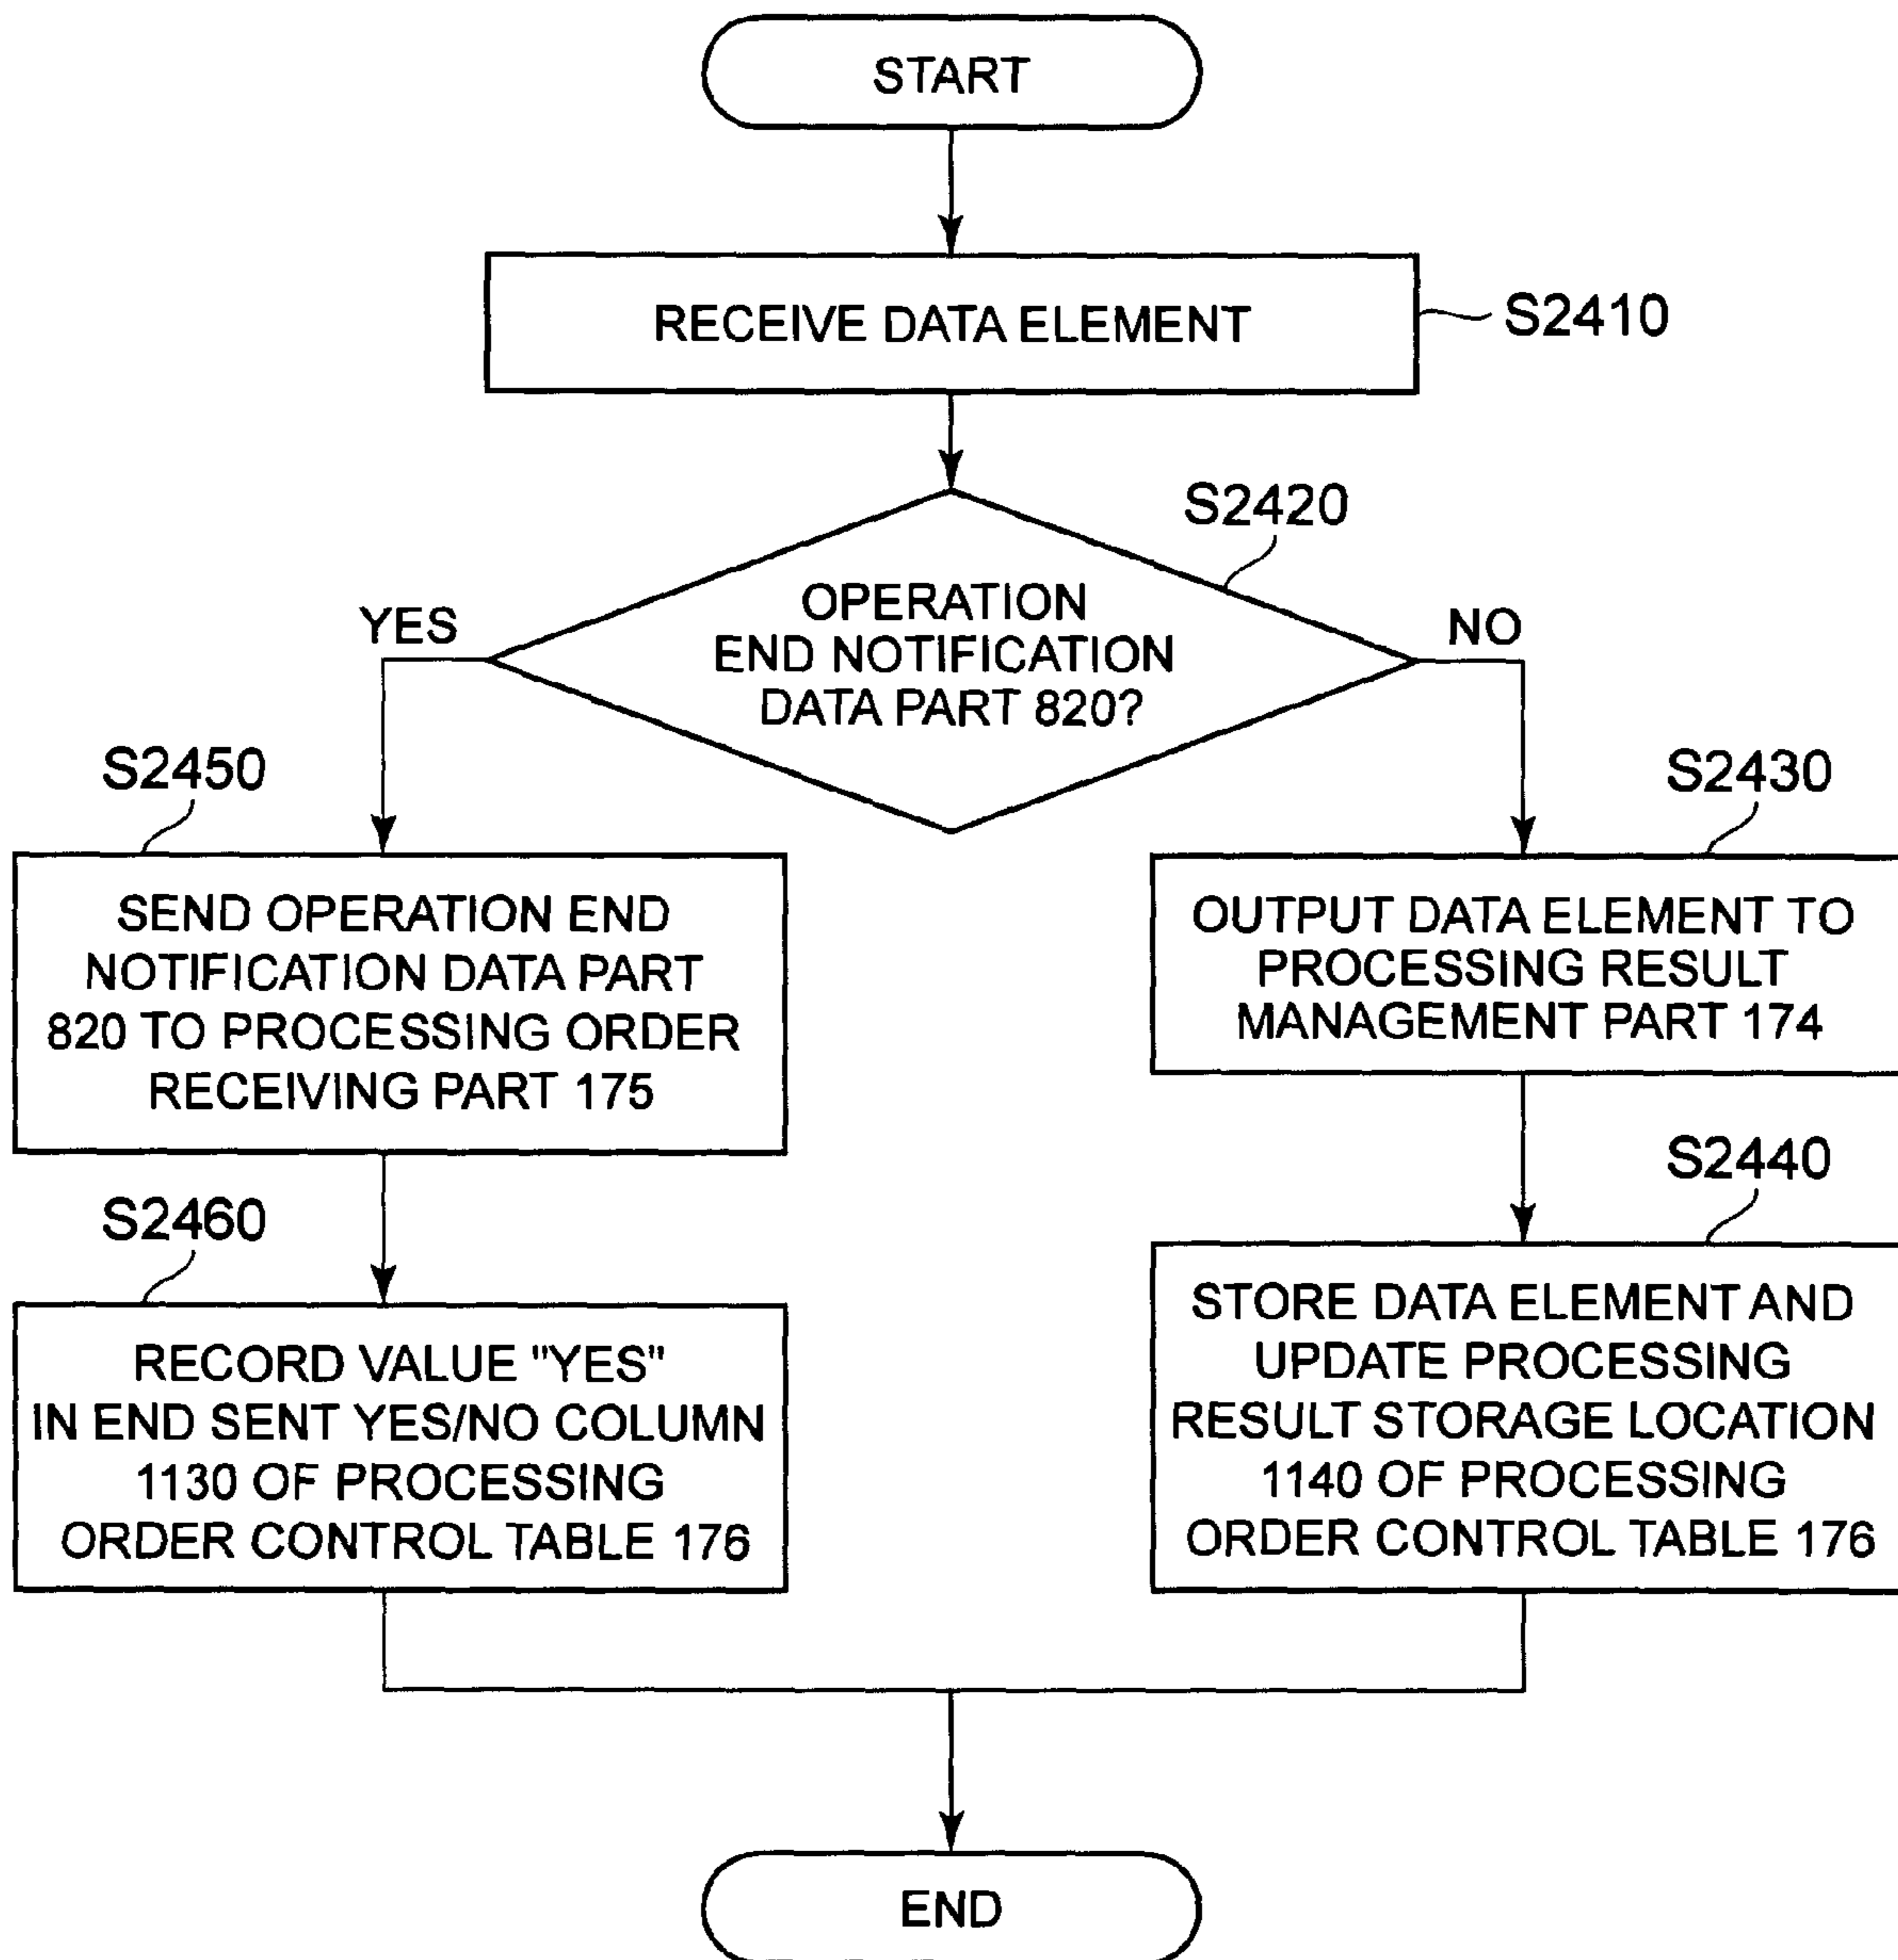 START
RECEIVE DATA ELEMENT
S2410
S2420
OPERATION
END NOTIFICATION
DATA PART 820?
YES
NO
S2450
SEND OPERATION END
NOTIFICATION DATA PART
820 TO PROCESSING ORDER
RECEIVING PART 175
S2430
OUTPUT DATA ELEMENT TO
PROCESSING RESULT
MANAGEMENT PART 174
S2460
RECORD VALUE "YES"
IN END SENT YES/NO COLUMN
1130 OF PROCESSING
ORDER CONTROL TABLE 176
S2440
STORE DATA ELEMENT AND
UPDATE PROCESSING
RESULT STORAGE LOCATION
1140 OF PROCESSING
ORDER CONTROL TABLE 176
END